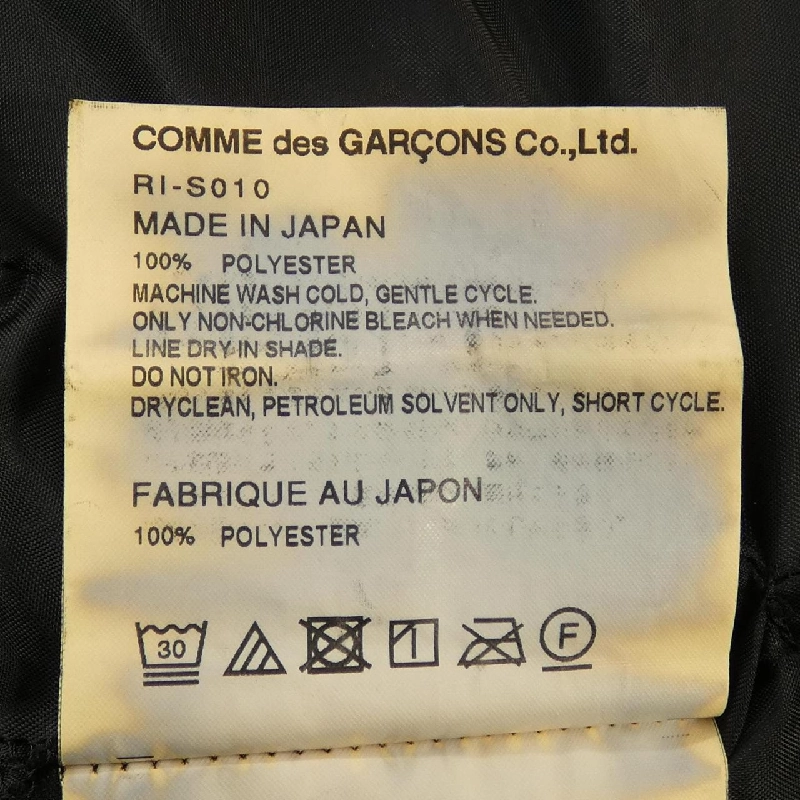 COMME des GARÇONS Co.,Ltd.
RI-S010
MADE IN JAPAN
100% POLYESTER
MACHINE WASH COLD, GENTLE CYCLE.
ONLY NON-CHLORINE BLEACH WHEN NEEDED.
LINE DRY IN SHADE.
DO NOT IRON.
DRYCLEAN, PETROLEUM SOLVENT ONLY, SHORT CYCLE.
FABRIQUE AU JAPON
100% POLYESTER
30 F